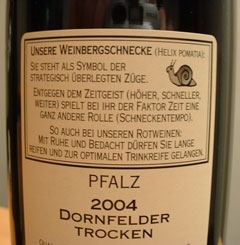 UNSERE WEINBERGSCHNECKE (HELIX POMATIA):
SIE STEHT ALS SYMBOL DER
STRATEGISCH ÜBERLEGTEN ZÜGE.
ENTGEGEN DEM ZEITGEIST (HÖHER, SCHNELLER,
WEITER) SPIELT BEI IHR DER FAKTOR ZEIT EINE
GANZ ANDERE ROLLE (SCHNECKENTEMPO).
SO AUCH BEI UNSEREN ROTWEINEN:
MIT RUHE UND BEDACHT DÜRFEN SIE LANGE
REIFEN UND ZUR OPTIMALEN TRINKREIFE GELANGEN.
PFALZ
2004
DORNFELDER
TROCKEN